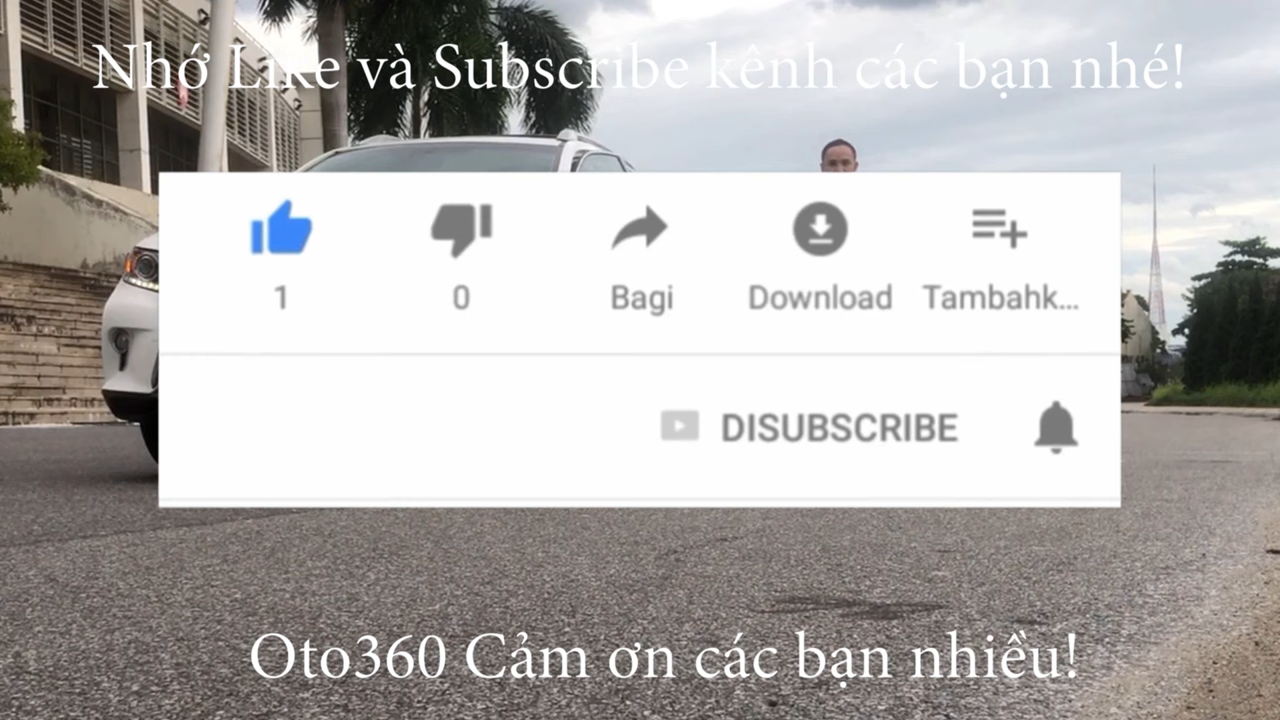 Nhớ Like và Subscribe kênh các bạn nhé!
1
0
Bagi
Download
Tambahk...
DISUBSCRIBE
Oto360 Cảm ơn các bạn nhiều!